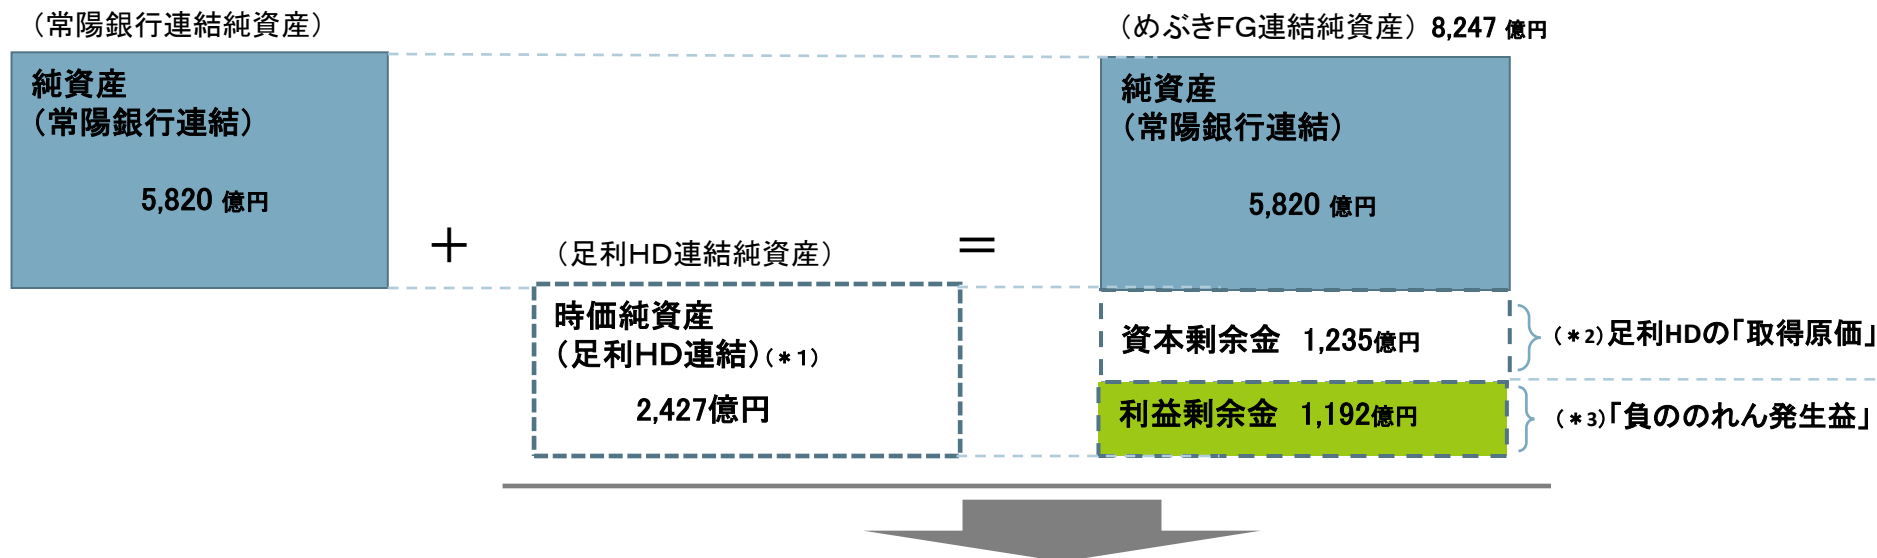 (常陽銀行連結純資産)
純資産
(常陽銀行連結)
5,820 億円
+
(足利HD連結純資産)
時価純資産
(足利HD連結)(*1)
2,427億円
=
(めぶきFG連結純資産) 8,247 億円
純資産
(常陽銀行連結)
5,820 億円
資本剰余金 1,235億円
(*2)足利HDの「取得原価」
利益剰余金 1,192億円
(*3)「負ののれん発生益」